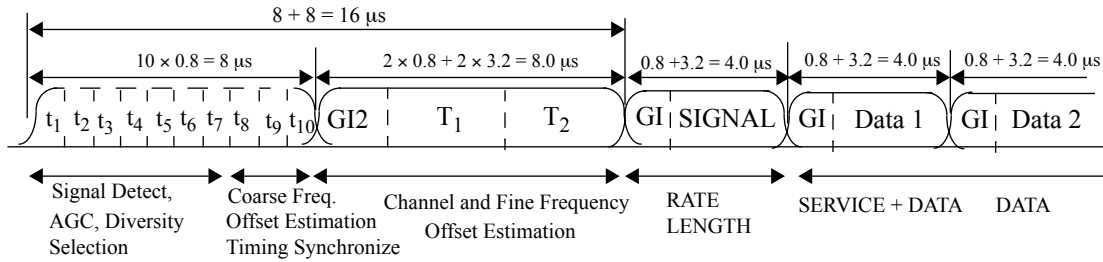 8 + 8 = 16 μs
10 × 0.8 = 8 μs
2 × 0.8 + 2 × 3.2 = 8.0 μs
0.8 +3.2 = 4.0 μs
0.8 + 3.2 = 4.0 μs
0.8 + 3.2 = 4.0 μs
t1 t2 t3 t4 t5 t6 t7 t8 t9 t10
GI2 T1 T2
GI SIGNAL
GI Data 1
GI Data 2
Signal Detect,
AGC, Diversity
Selection
Coarse Freq.
Offset Estimation
Timing Synchronize
Channel and Fine Frequency
Offset Estimation
RATE
LENGTH
SERVICE + DATA
DATA